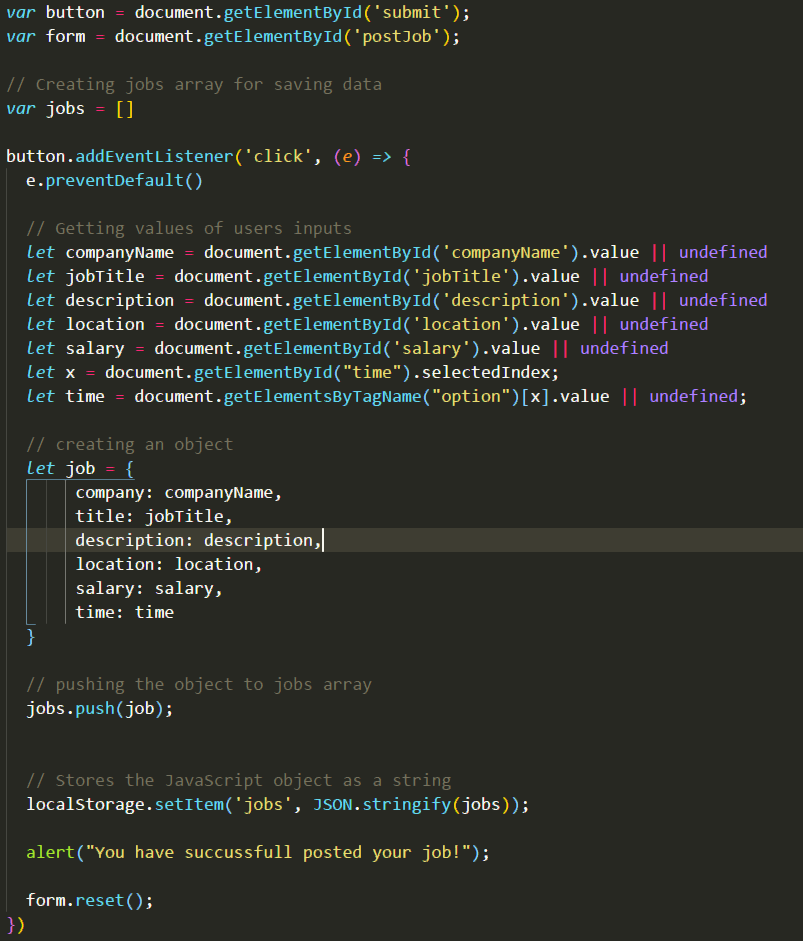 var button = document.getElementById('submit');
var form = document.getElementById('postJob');
// Creating jobs array for saving data
var jobs = []
button.addEventListener('click', (e) => {
e.preventDefault()
// Getting values of users inputs
let companyName = document.getElementById('companyName').value || undefined
let jobTitle = document.getElementById('jobTitle').value || undefined
let description = document.getElementById('description').value || undefined
let location = document.getElementById('location').value || undefined
let salary = document.getElementById('salary').value || undefined
let x = document.getElementById("time").selectedIndex;
let time = document.getElementsByTagName("option")[x].value || undefined;
// creating an object
let job = {
company: companyName,
title: jobTitle,
description: description,
location: location,
salary: salary,
time: time
}
// pushing the object to jobs array
jobs.push(job);
// Stores the JavaScript object as a string
localStorage.setItem('jobs', JSON.stringify(jobs));
alert("You have succussfull posted your job!");
form.reset();
})